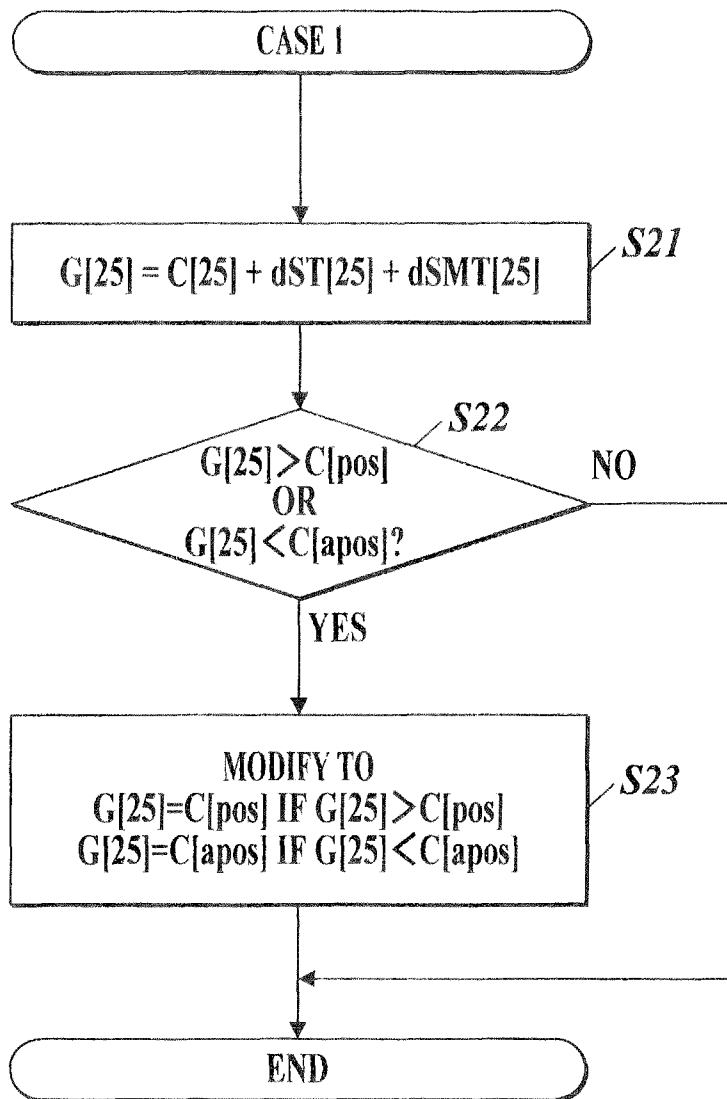 CASE 1
G[25] = C[25] + dST[25] + dSMT[25]
S21
S22
G[25]>C[pos]
OR
G[25]<C[apos]?
NO
YES
MODIFY TO
G[25]=C[pos] IF G[25]>C[pos]
G[25]=C[apos] IF G[25]<C[apos]
S23
END